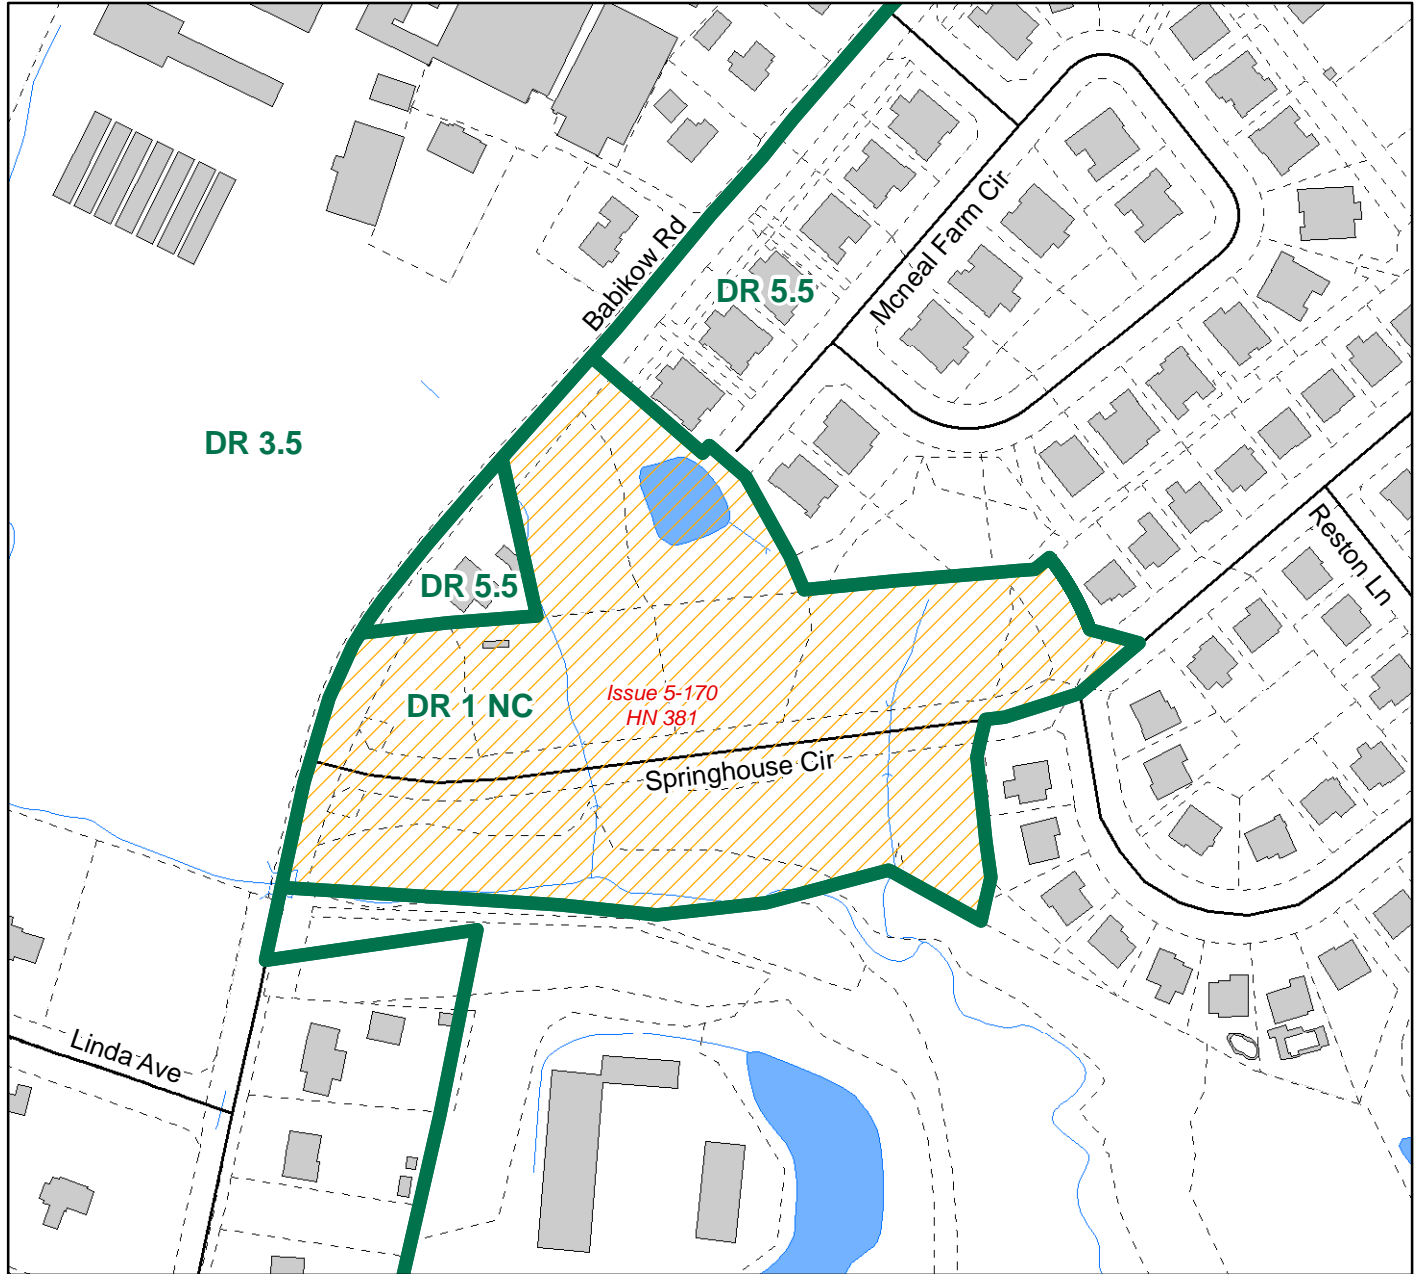 Babikow Rd
DR 5.5
Mcneal Farm Cir
DR 3.5
Reston Ln
DR 5.5
DR 1 NC
Issue 5-170
HN 381
Springhouse Cir
Linda Ave